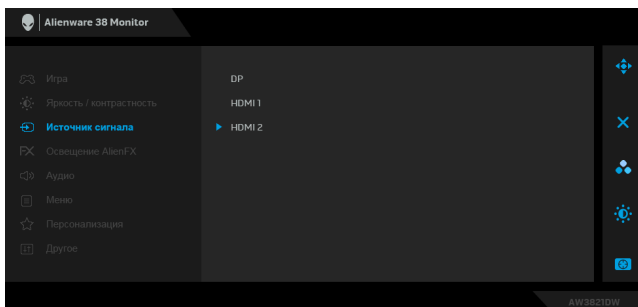 Alienware 38 Monitor
Игра
Яркость / контрастность
Источник сигнала
FX Освещение AlienFX
Аудио
Меню
Персонализация
Другое
DP
HDMI 1
HDMI 2
AW3821DW